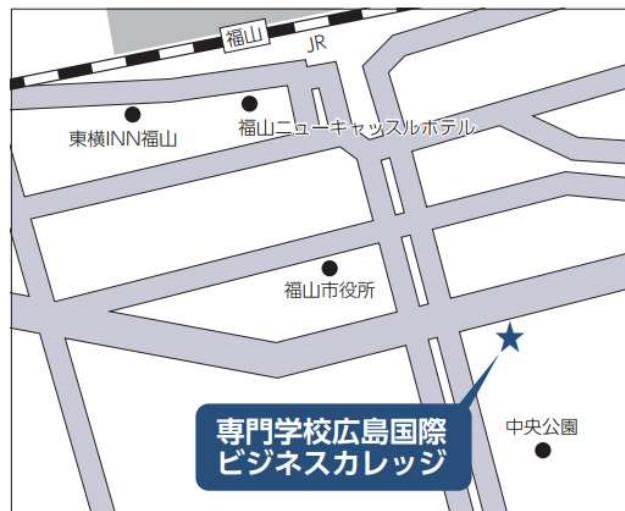 福山
JR
東横INN福山
福山ニューキャッスルホテル
福山市役所
専門学校広島国際
ビジネスカレッジ
中央公園